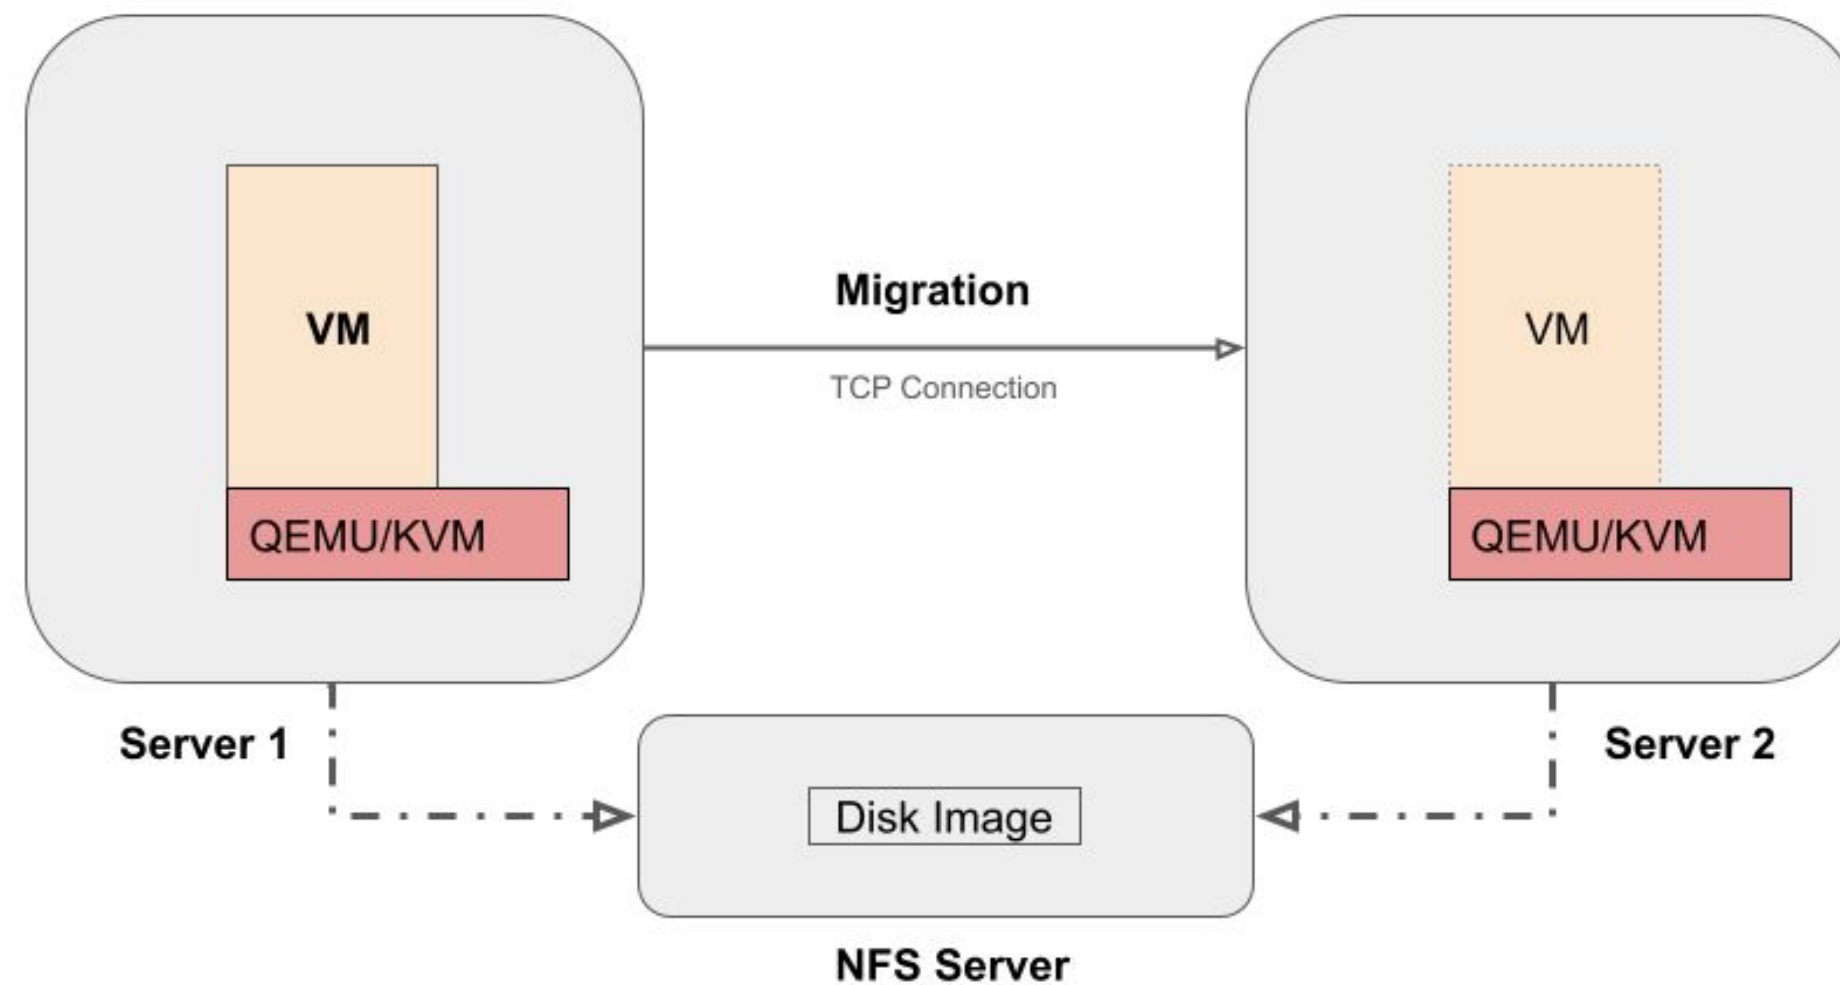 VM
QEMU/KVM
Server 1
Migration
TCP Connection
VM
QEMU/KVM
Server 2
Disk Image
NFS Server